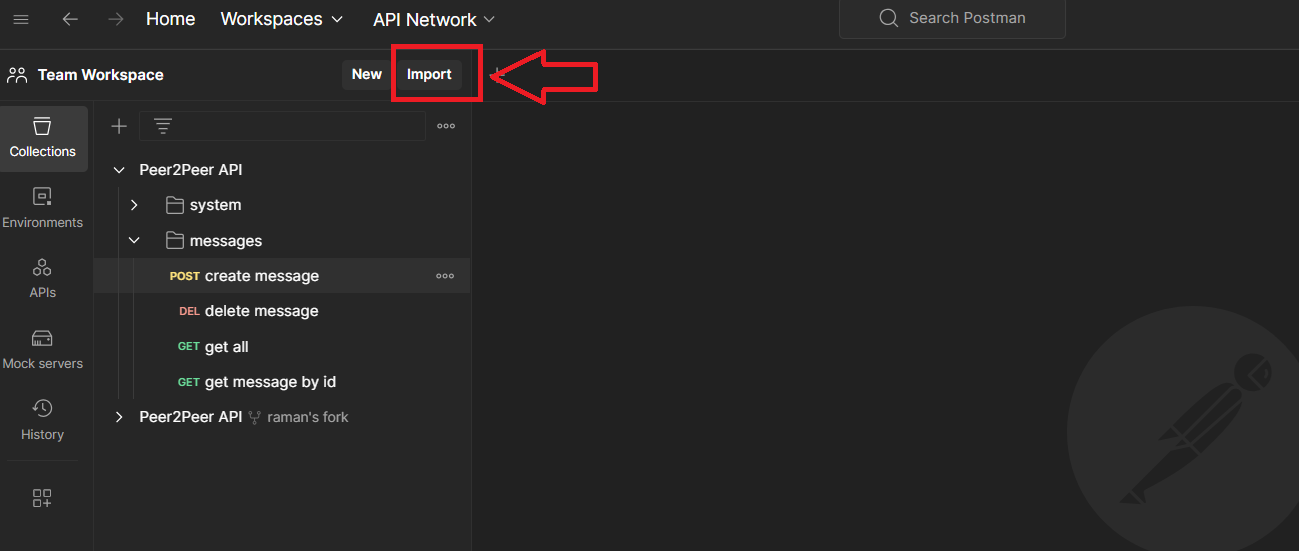 Home Workspaces API Network Search Postman
Team Workspace New Import
Collections
Environments
APIs
Mock servers
History
Peer2Peer API
system
messages
POST create message
DEL delete message
GET get all
GET get message by id
Peer2Peer API raman's fork